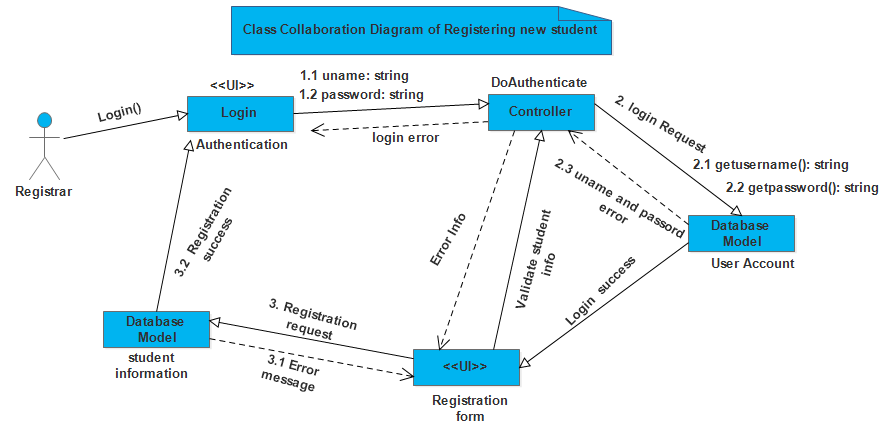 Class Collaboration Diagram of Registering new student
<<UI>>
Login
Authentication
1.1 uname: string
1.2 password: string
DoAuthenticate
Controller
Login()
Registrar
login error
2. login Request
2.1 getusername(): string
2.2 getpassword(): string
2.3 uname and passord
error
Database
Model
User Account
Error Info
Validate student
info
Login success
3.2 Registration
success
3. Registration
request
Database
Model
student
information
3.1 Error
message
<<UI>>
Registration
form